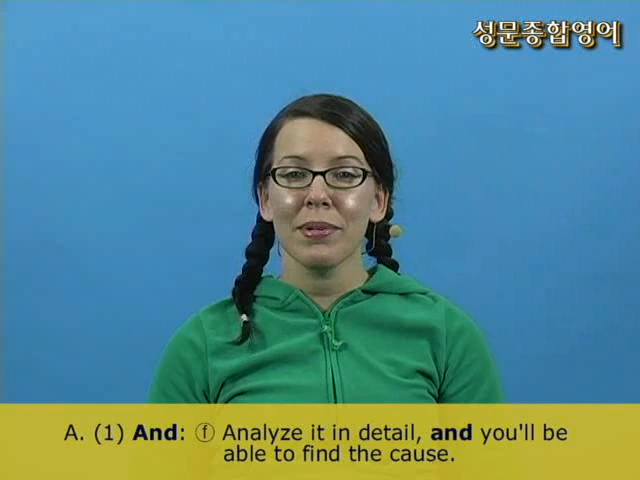 성문종합영어
A. (1) And: ⓕ Analyze it in detail, and you'll be
able to find the cause.